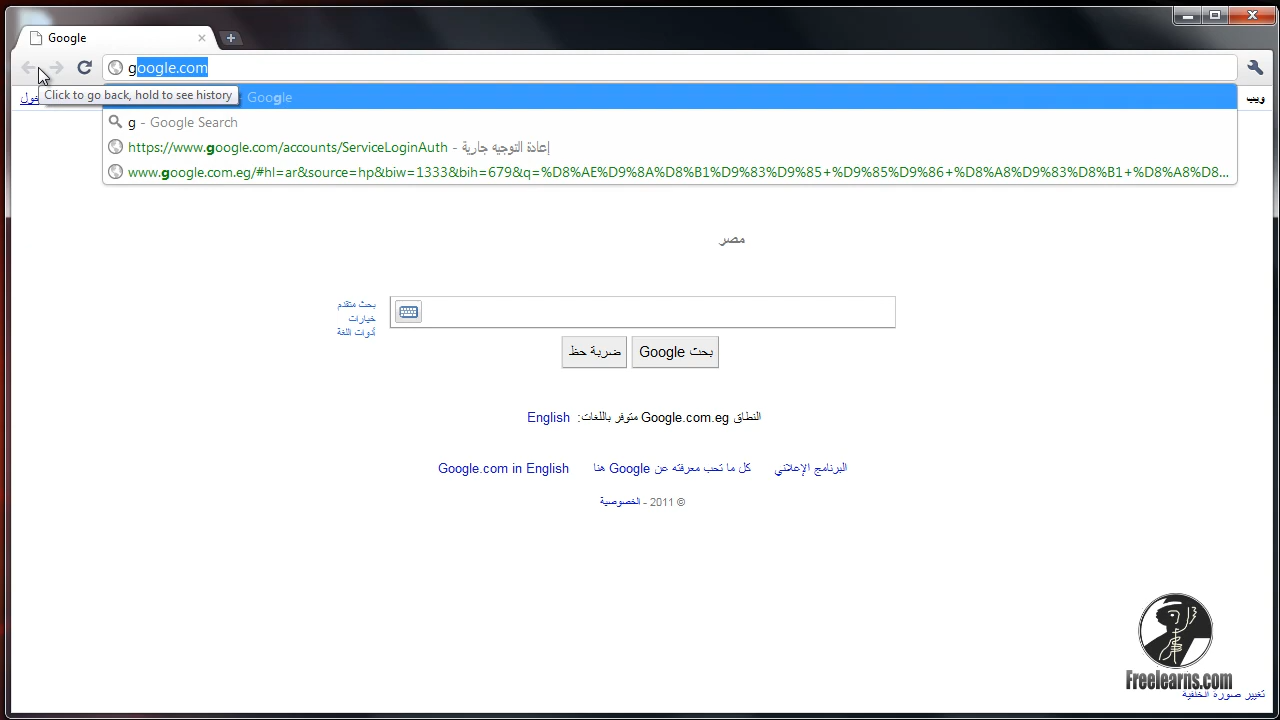 Google
google.com
Click to go back, hold to see history
Google
g - Google Search
https://www.google.com/accounts/ServiceLoginAuth - إعادة التوجيه جارية
www.google.com.eg/#hl=ar&source=hp&biw=1333&bih=679&q=%D8%AE%D9%8A%D8%B1%D9%83%D9%85+%D9%85%D9%86+%D8%A8%D9%83%D8%B1+%D8%A8%D8...
ويب
مصر
بحث متقدم
خيارات
أدوات اللغة
بحث Google
ضربة حظ
النطاق Google.com.eg متوفر باللغات: English
البرنامج الإعلاني
كل ما تحب معرفته عن Google هنا
Google.com in English
© 2011 - الخصوصية
Freelearns.com
تغيير صورة الخلفية